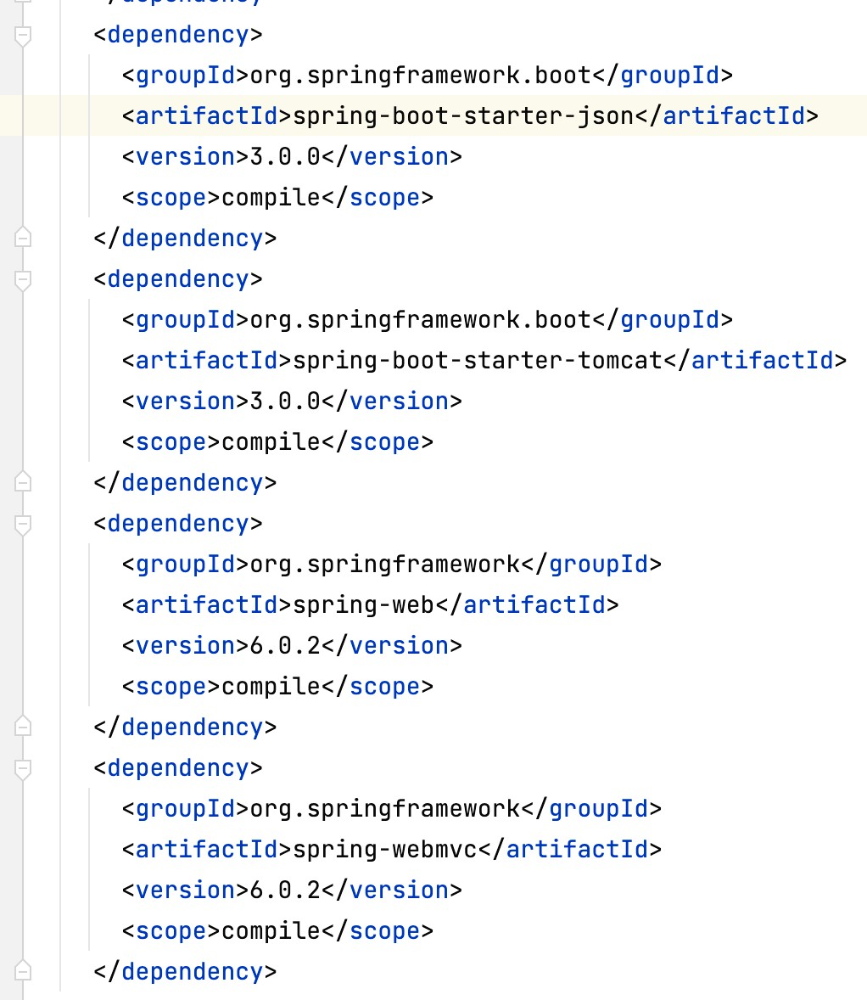 </dependency>
<dependency>
<groupId>org.springframework.boot</groupId>
<artifactId>spring-boot-starter-json</artifactId>
<version>3.0.0</version>
<scope>compile</scope>
</dependency>
<dependency>
<groupId>org.springframework.boot</groupId>
<artifactId>spring-boot-starter-tomcat</artifactId>
<version>3.0.0</version>
<scope>compile</scope>
</dependency>
<dependency>
<groupId>org.springframework</groupId>
<artifactId>spring-web</artifactId>
<version>6.0.2</version>
<scope>compile</scope>
</dependency>
<dependency>
<groupId>org.springframework</groupId>
<artifactId>spring-webmvc</artifactId>
<version>6.0.2</version>
<scope>compile</scope>
</dependency>